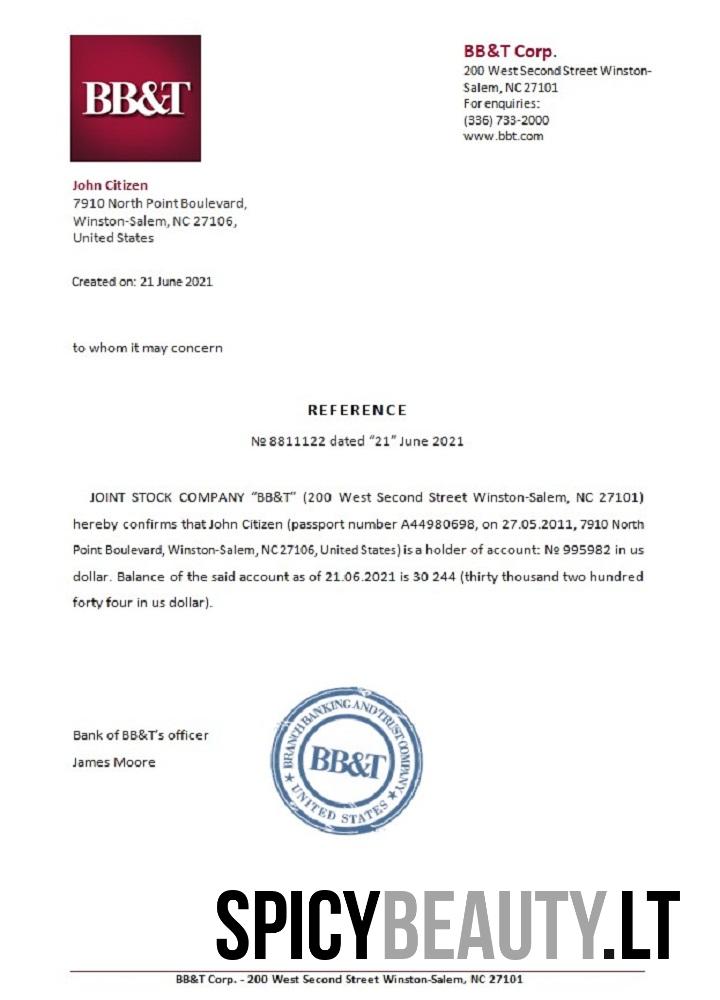 BB&T
BB&T Corp.
200 West Second Street Winston-
Salem, NC 27101
For enquiries:
(336) 733-2000
www.bbt.com
John Citizen
7910 North Point Boulevard,
Winston-Salem, NC 27106,
United States
Created on: 21 June 2021
to whom it may concern
REFERENCE
№ 8811122 dated “21” June 2021
JOINT STOCK COMPANY “BB&T” (200 West Second Street Winston-Salem, NC 27101)
hereby confirms that John Citizen (passport number A44980698, on 27.05.2011, 7910 North
Point Boulevard, Winston-Salem, NC 27106, United States) is a holder of account: № 995982 in us
dollar. Balance of the said account as of 21.06.2021 is 30 244 (thirty thousand two hundred
forty four in us dollar).
Bank of BB&T’s officer
James Moore
BRANCH BANKING AND TRUST COMPANY
BB&T
★ UNITED STATES ★
SPICYBEAUTY.LT
BB&T Corp. - 200 West Second Street Winston-Salem, NC 27101